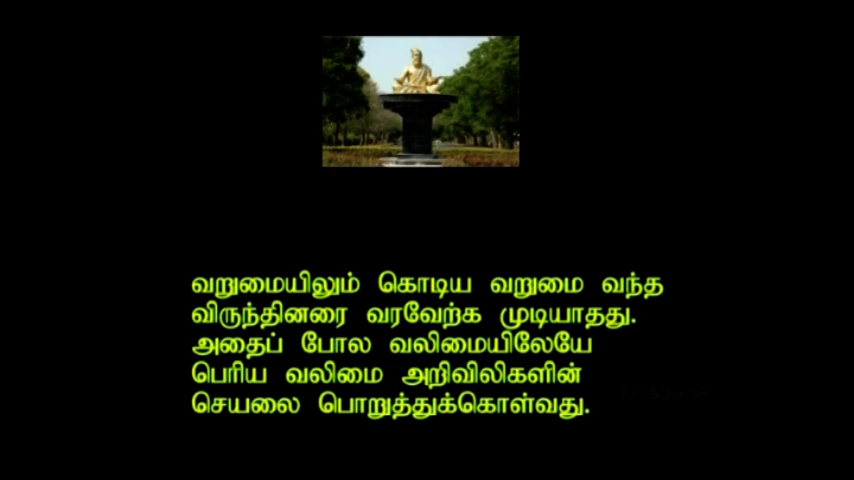 வறுமையிலும் கொடிய வறுமை வந்த
விருந்தினரை வரவேற்க முடியாதது.
அதைப் போல வலிமையிலேயே
பெரிய வலிமை அறிவிலிகளின்
செயலை பொறுத்துக்கொள்வது.